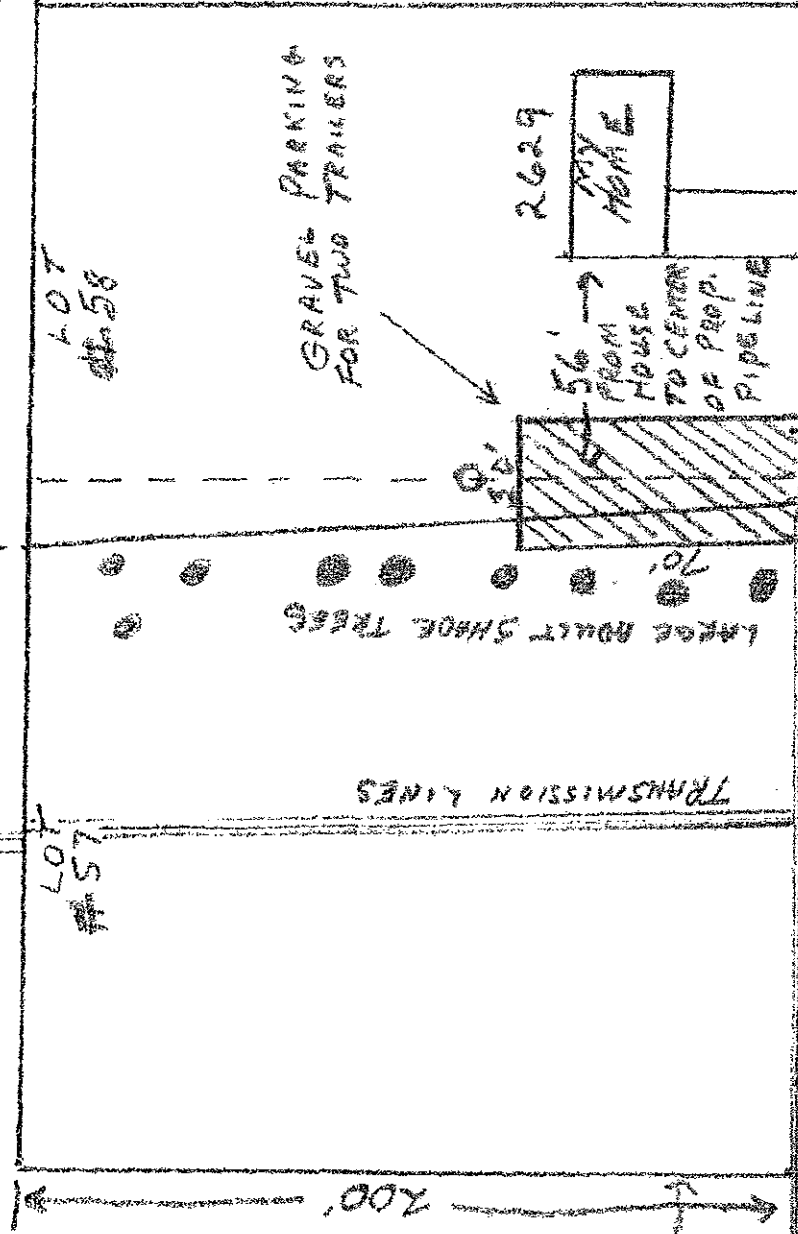 LOT
58
GRAVEL PARKING
FOR TWO TRAILERS
2629
MY
HOME
56'
FROM
HOUSE
TO CENTER
OF PROP.
PIPELINE
70'
LARGE ADULT SHADE TREES
TRANSMISSION LINES
LOT
#57
200'